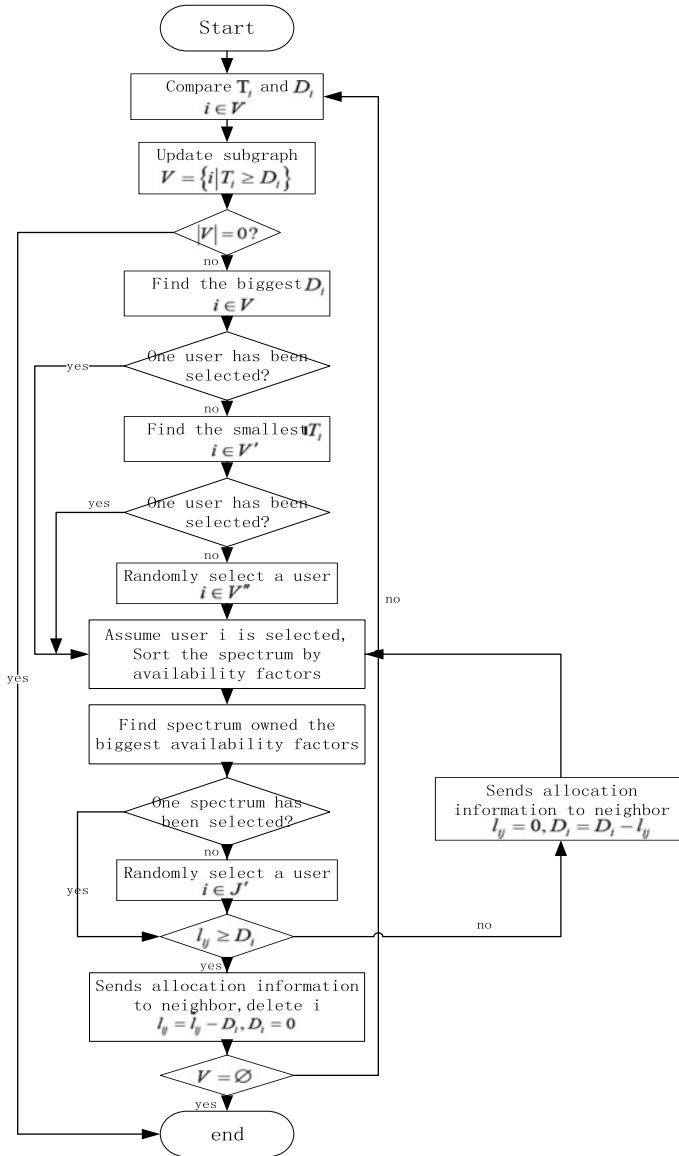 Start
Compare T_i and D_i
i ∈ V
Update subgraph
V = {i|T_i ≥ D_i}
|V| = 0?
no
Find the biggest D_i
i ∈ V
One user has been
selected?
yes
no
Find the smallest T_i
i ∈ V′
One user has been
selected?
yes
no
Randomly select a user
i ∈ V″
no
Assume user i is selected,
Sort the spectrum by
availability factors
yes
Find spectrum owned the
biggest availability factors
One spectrum has
been selected?
Sends allocation
information to neighbor
l_ij = 0, D_i = D_i − l_ij
no
Randomly select a user
i ∈ J′
yes
l_ij ≥ D_i
no
yes
Sends allocation information
to neighbor,delete i
l_ij = l_ij − D_i, D_i = 0
V = ∅
yes
end